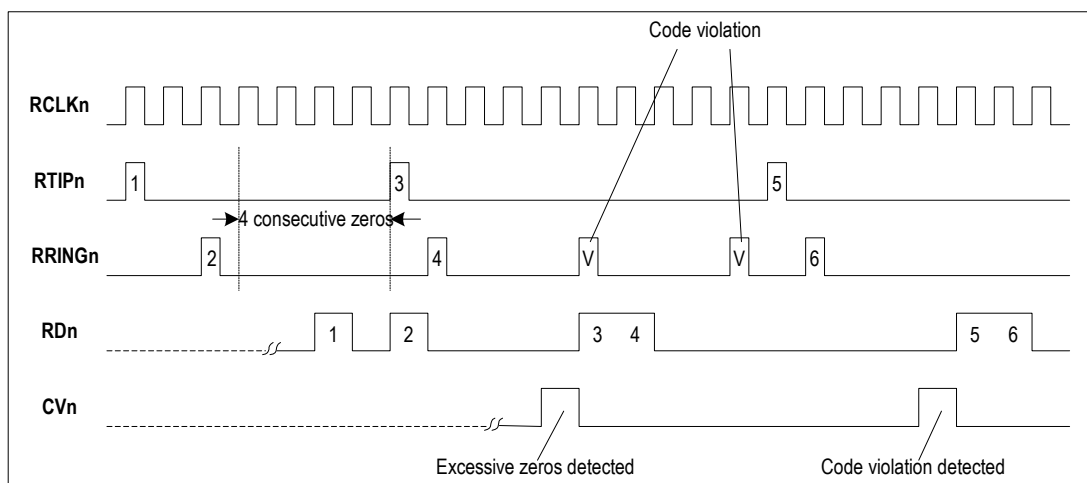 Code violation
RCLKn
RTIPn
1
3
5
4 consecutive zeros
RRINGn
2
4
V
V
6
RDn
1
2
3 4
5 6
CVn
Excessive zeros detected
Code violation detected